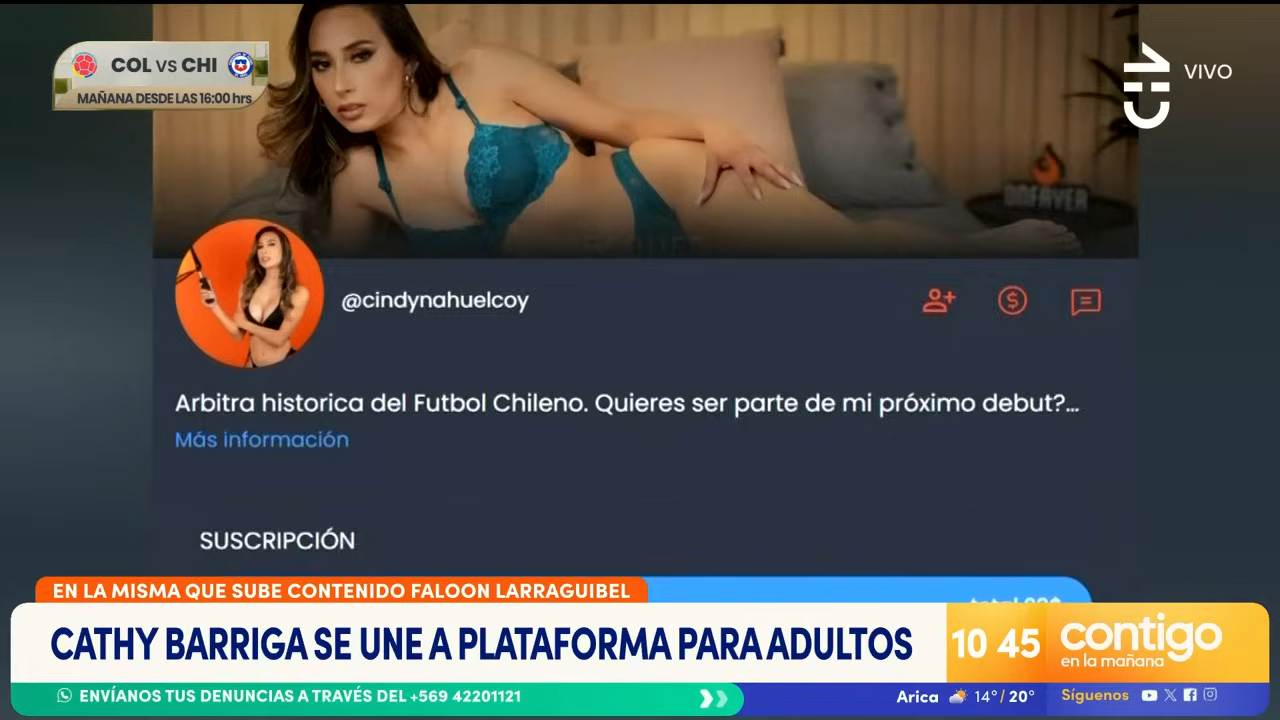 COL VS CHI
MAÑANA DESDE LAS 16:00 hrs
CHV VIVO
ONFAYER
@cindynahuelcoy
Arbitra historica del Futbol Chileno. Quieres ser parte de mi próximo debut?...
Más información
SUSCRIPCIÓN
EN LA MISMA QUE SUBE CONTENIDO FALOON LARRAGUIBEL
CATHY BARRIGA SE UNE A PLATAFORMA PARA ADULTOS
10 45
contigo
en la mañana
ENVÍANOS TUS DENUNCIAS A TRAVÉS DEL +569 42201121
Arica 14°/20°
Síguenos